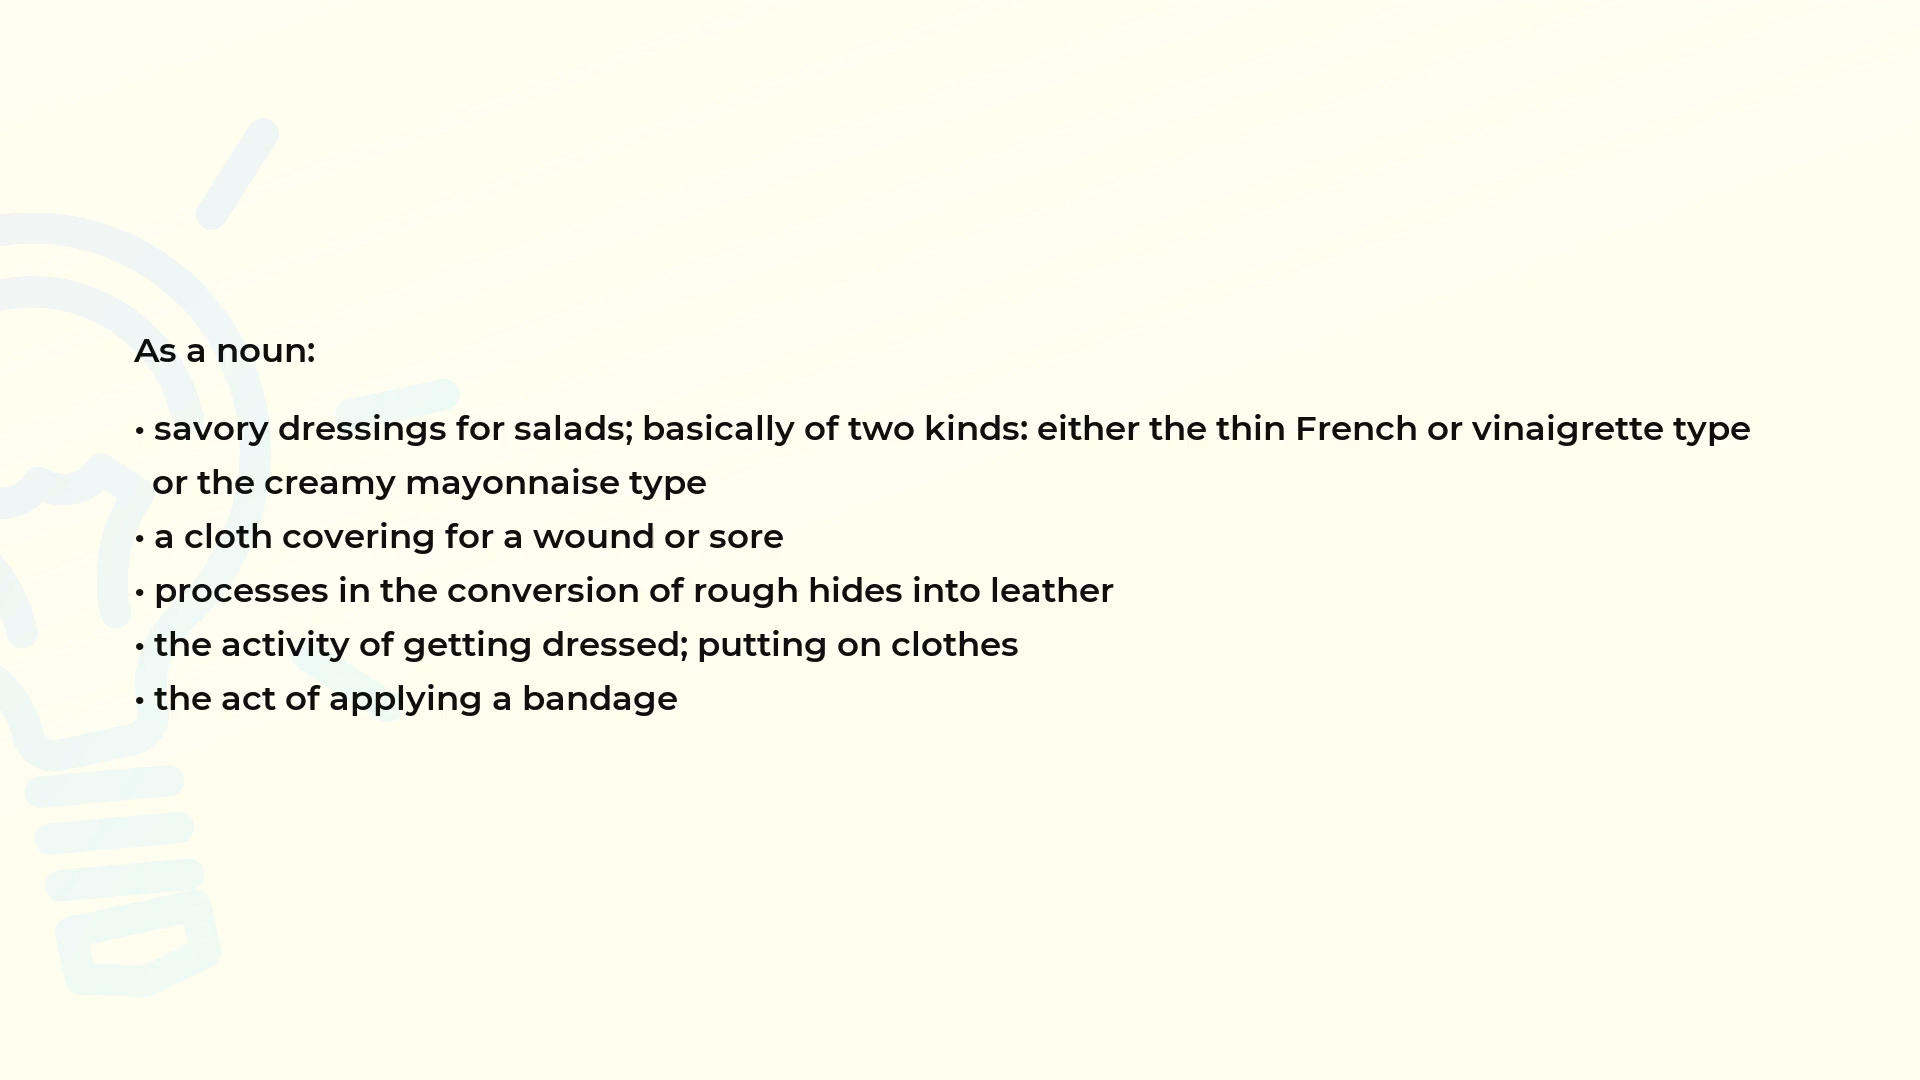 As a noun:
• savory dressings for salads; basically of two kinds: either the thin French or vinaigrette type
or the creamy mayonnaise type
• a cloth covering for a wound or sore
• processes in the conversion of rough hides into leather
• the activity of getting dressed; putting on clothes
• the act of applying a bandage